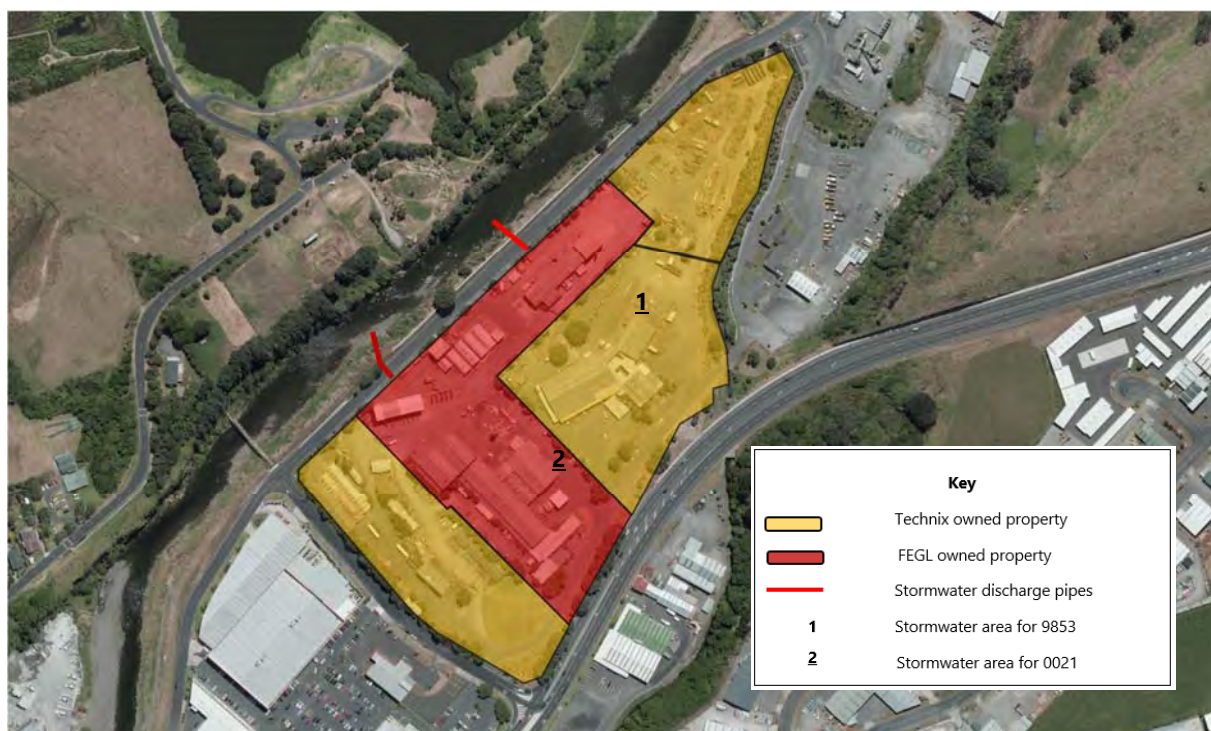 1
2
Key
Technix owned property
FEGL owned property
Stormwater discharge pipes
1 Stormwater area for 9853
2 Stormwater area for 0021